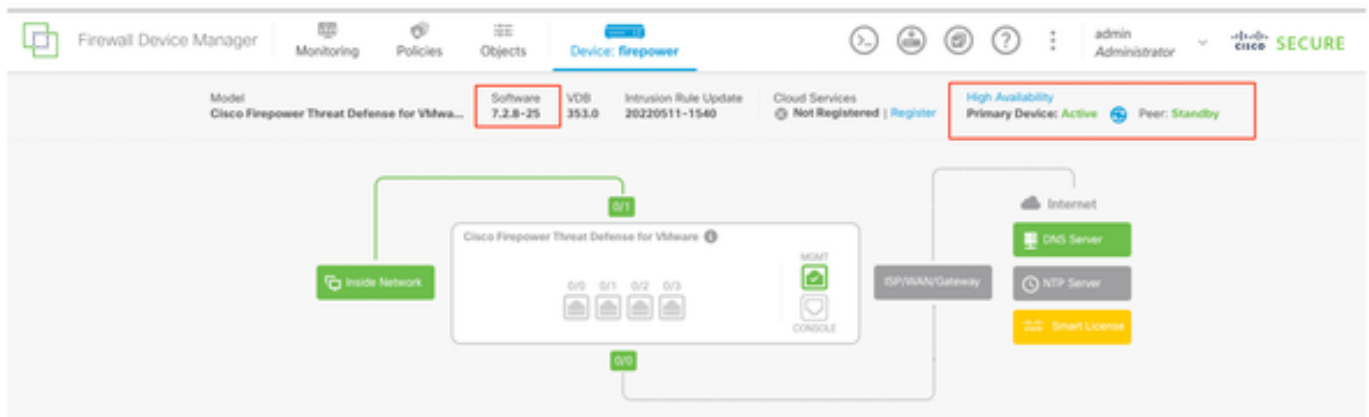 Firewall Device Manager
Monitoring
Policies
Objects
Device: firepower
admin
Administrator
cisco SECURE
Model
Cisco Firepower Threat Defense for VMwa...
Software
7.2.8-25
VDB
353.0
Intrusion Rule Update
20220511-1540
Cloud Services
Not Registered | Register
High Availability
Primary Device: Active Peer: Standby
0/1
Internet
Cisco Firepower Threat Defense for VMware
DNS Server
MGMT
Inside Network
0/0 0/1 0/2 0/3
ISP/WAN/Gateway
NTP Server
CONSOLE
Smart License
0/0